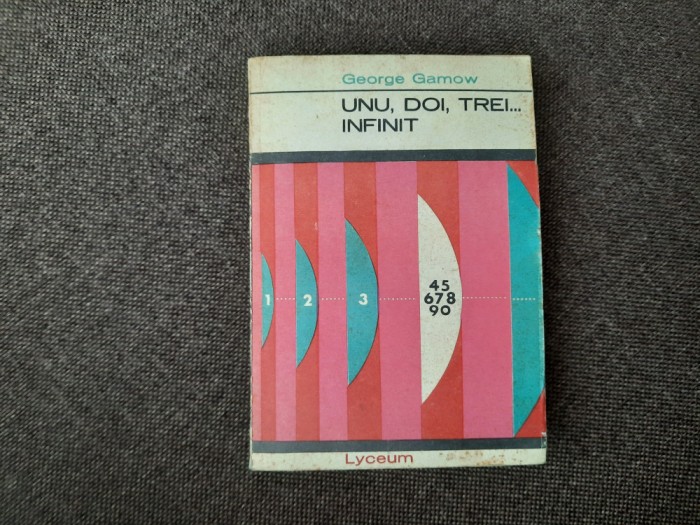 George Gamow
UNU, DOI, TREI...
INFINIT
1
2
3
45
678
90
Lyceum